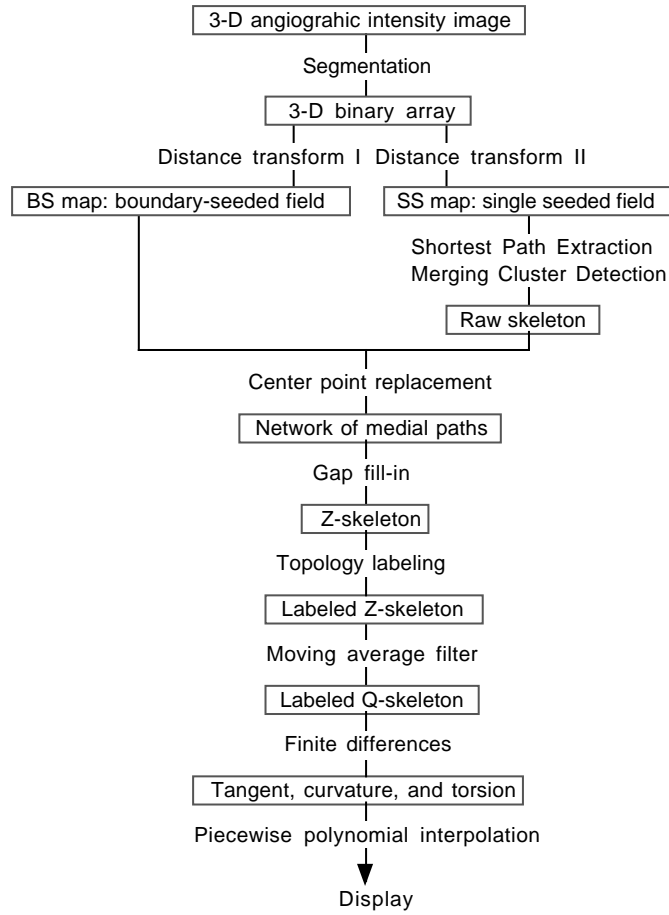 3-D angiograhic intensity image
Segmentation
3-D binary array
Distance transform I Distance transform II
BS map: boundary-seeded field
SS map: single seeded field
Shortest Path Extraction
Merging Cluster Detection
Raw skeleton
Center point replacement
Network of medial paths
Gap fill-in
Z-skeleton
Topology labeling
Labeled Z-skeleton
Moving average filter
Labeled Q-skeleton
Finite differences
Tangent, curvature, and torsion
Piecewise polynomial interpolation
Display